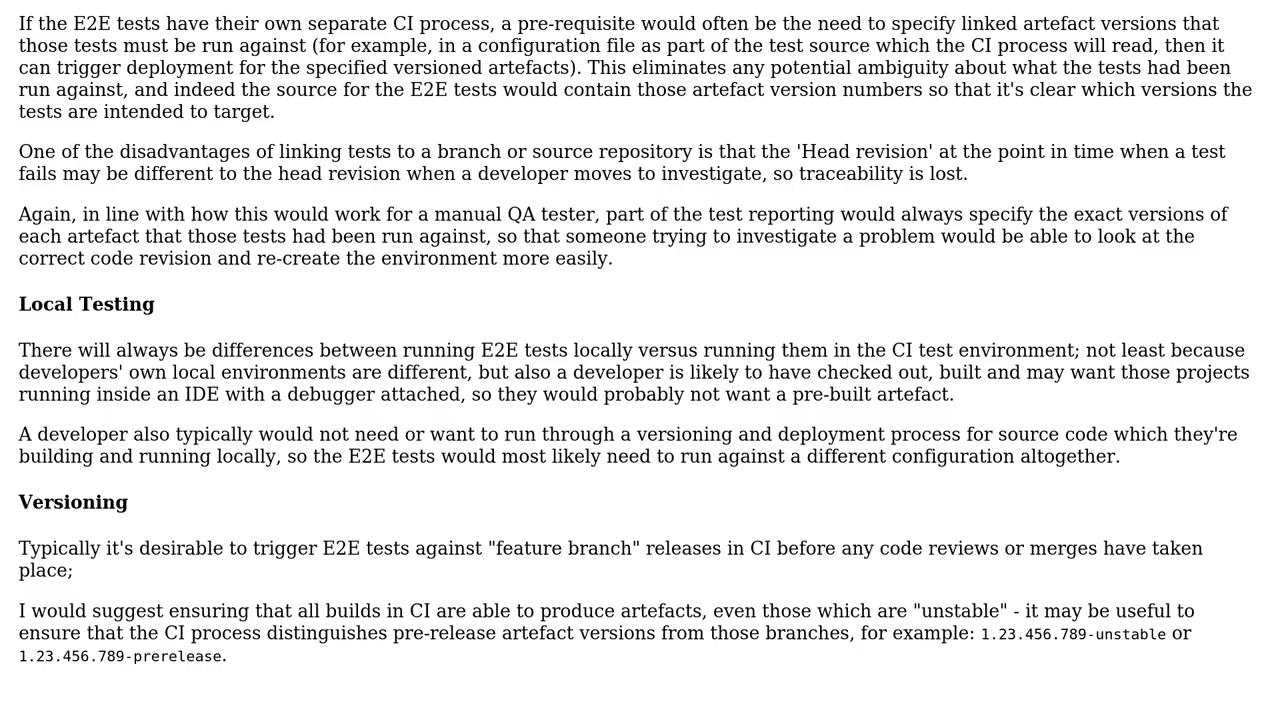 If the E2E tests have their own separate CI process, a pre-requisite would often be the need to specify linked artefact versions that
those tests must be run against (for example, in a configuration file as part of the test source which the CI process will read, then it
can trigger deployment for the specified versioned artefacts). This eliminates any potential ambiguity about what the tests had been
run against, and indeed the source for the E2E tests would contain those artefact version numbers so that it's clear which versions the
tests are intended to target.
One of the disadvantages of linking tests to a branch or source repository is that the 'Head revision' at the point in time when a test
fails may be different to the head revision when a developer moves to investigate, so traceability is lost.
Again, in line with how this would work for a manual QA tester, part of the test reporting would always specify the exact versions of
each artefact that those tests had been run against, so that someone trying to investigate a problem would be able to look at the
correct code revision and re-create the environment more easily.
Local Testing
There will always be differences between running E2E tests locally versus running them in the CI test environment; not least because
developers' own local environments are different, but also a developer is likely to have checked out, built and may want those projects
running inside an IDE with a debugger attached, so they would probably not want a pre-built artefact.
A developer also typically would not need or want to run through a versioning and deployment process for source code which they're
building and running locally, so the E2E tests would most likely need to run against a different configuration altogether.
Versioning
Typically it's desirable to trigger E2E tests against "feature branch" releases in CI before any code reviews or merges have taken
place;
I would suggest ensuring that all builds in CI are able to produce artefacts, even those which are "unstable" - it may be useful to
ensure that the CI process distinguishes pre-release artefact versions from those branches, for example: 1.23.456.789-unstable or
1.23.456.789-prerelease.